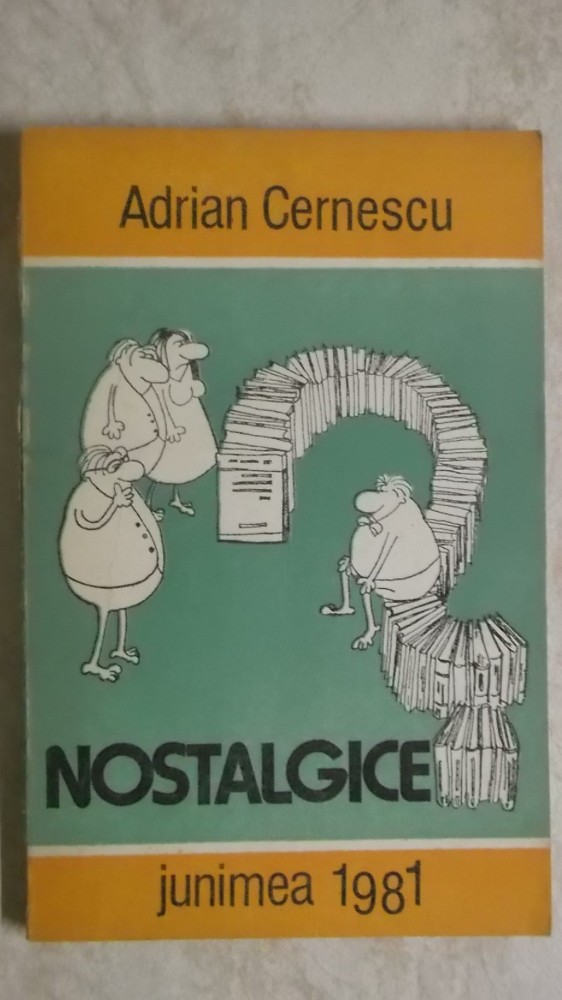 Adrian Cernescu
NOSTALGICE
junimea 1981